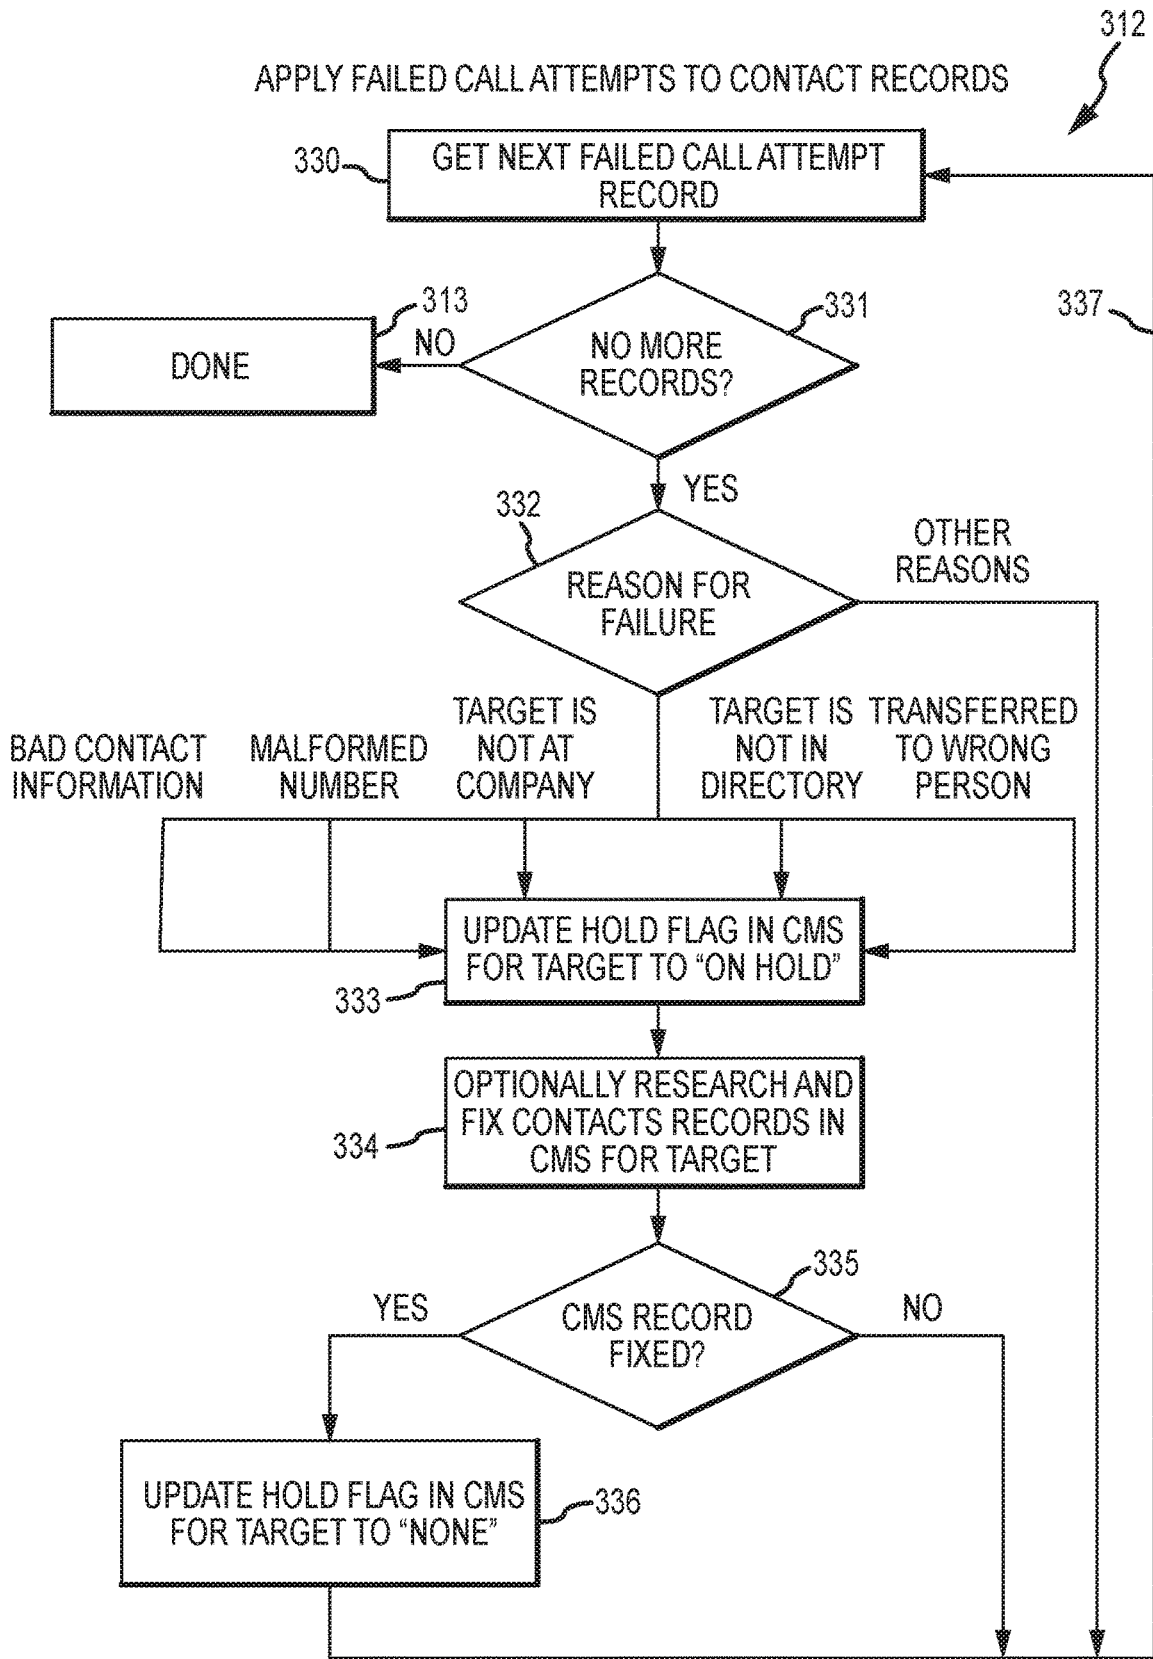 312
APPLY FAILED CALL ATTEMPTS TO CONTACT RECORDS
330
GET NEXT FAILED CALL ATTEMPT
RECORD
313
331
337
DONE
NO
NO MORE
RECORDS?
YES
332
OTHER
REASONS
REASON FOR
FAILURE
BAD CONTACT
INFORMATION
MALFORMED
NUMBER
TARGET IS
NOT AT
COMPANY
TARGET IS
NOT IN
DIRECTORY
TRANSFERRED
TO WRONG
PERSON
UPDATE HOLD FLAG IN CMS
FOR TARGET TO “ON HOLD”
333
OPTIONALLY RESEARCH AND
FIX CONTACTS RECORDS IN
CMS FOR TARGET
334
335
YES
CMS RECORD
FIXED?
NO
UPDATE HOLD FLAG IN CMS
FOR TARGET TO “NONE”
336